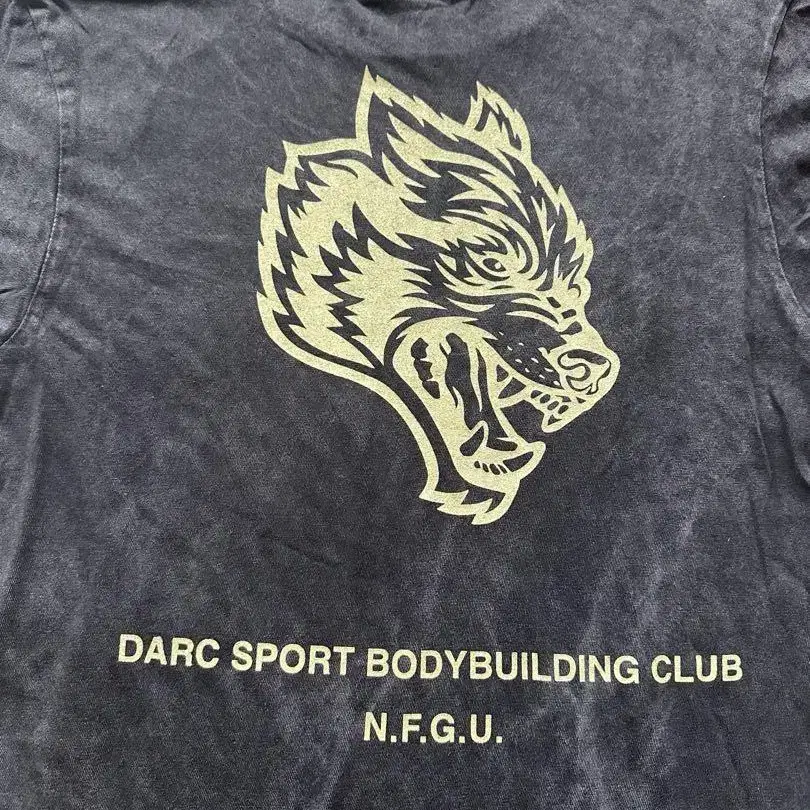 DARC SPORT BODYBUILDING CLUB
N.F.G.U.